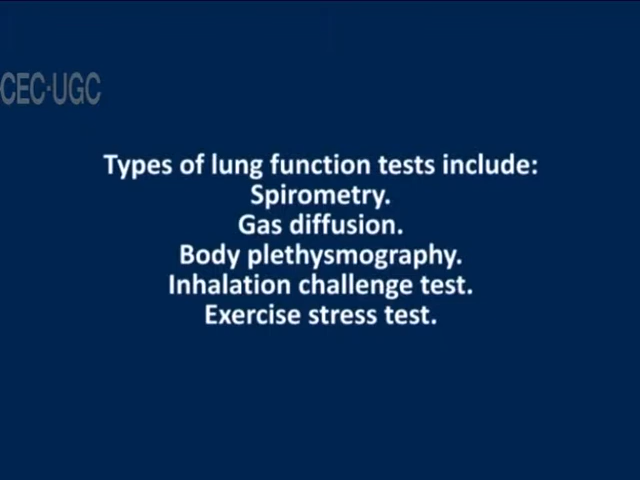 CEC-UGC
Types of lung function tests include:
Spirometry.
Gas diffusion.
Body plethysmography.
Inhalation challenge test.
Exercise stress test.